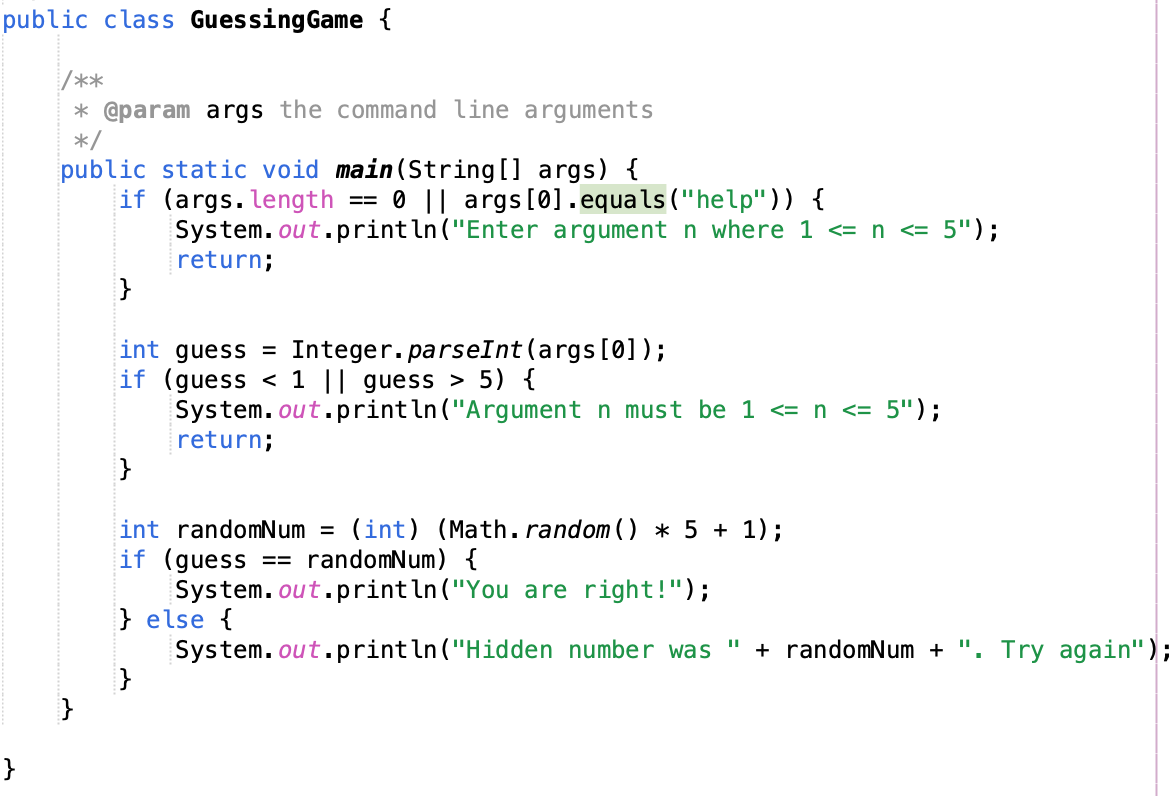 public class GuessingGame {
/**
* @param args the command line arguments
*/
public static void main(String[] args) {
if (args.length == 0 || args[0].equals("help")) {
System.out.println("Enter argument n where 1 <= n <= 5");
return;
}
int guess = Integer.parseInt(args[0]);
if (guess < 1 || guess > 5) {
System.out.println("Argument n must be 1 <= n <= 5");
return;
}
int randomNum = (int) (Math.random() * 5 + 1);
if (guess == randomNum) {
System.out.println("You are right!");
} else {
System.out.println("Hidden number was " + randomNum + ". Try again");
}
}
}